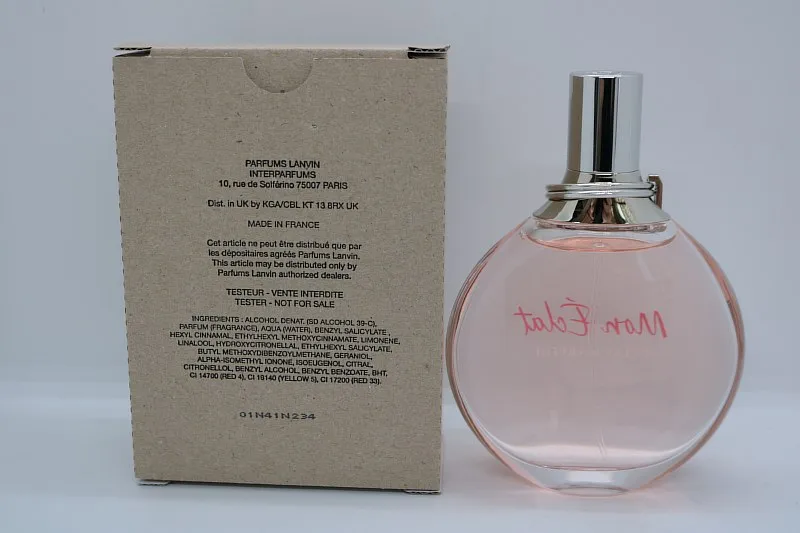 PARFUMS LANVIN
INTERPARFUMS
10, rue de Solférino 75007 PARIS
Dist. in UK by KGA/CBL KT 13 8RX UK
MADE IN FRANCE
Cet article ne peut être distribué que par
les dépositaires agréés Parfums Lanvin.
This article may be distributed only by
Parfums Lanvin authorized dealers.
TESTEUR - VENTE INTERDITE
TESTER - NOT FOR SALE
INGREDIENTS : ALCOHOL DENAT. (SD ALCOHOL 39-C),
PARFUM (FRAGRANCE), AQUA (WATER), BENZYL SALICYLATE,
HEXYL CINNAMAL, ETHYLHEXYL METHOXYCINNAMATE, LIMONENE,
LINALOOL, HYDROXYCITRONELLAL, ETHYLHEXYL SALICYLATE,
BUTYL METHOXYDIBENZOYLMETHANE, GERANIOL,
ALPHA-ISOMETHYL IONONE, ISOEUGENOL, CITRAL,
CITRONELLOL, BENZYL ALCOHOL, BENZYL BENZOATE, BHT,
CI 14700 (RED 4), CI 19140 (YELLOW 5), CI 17200 (RED 33).
01N41N234
Mon Éclat